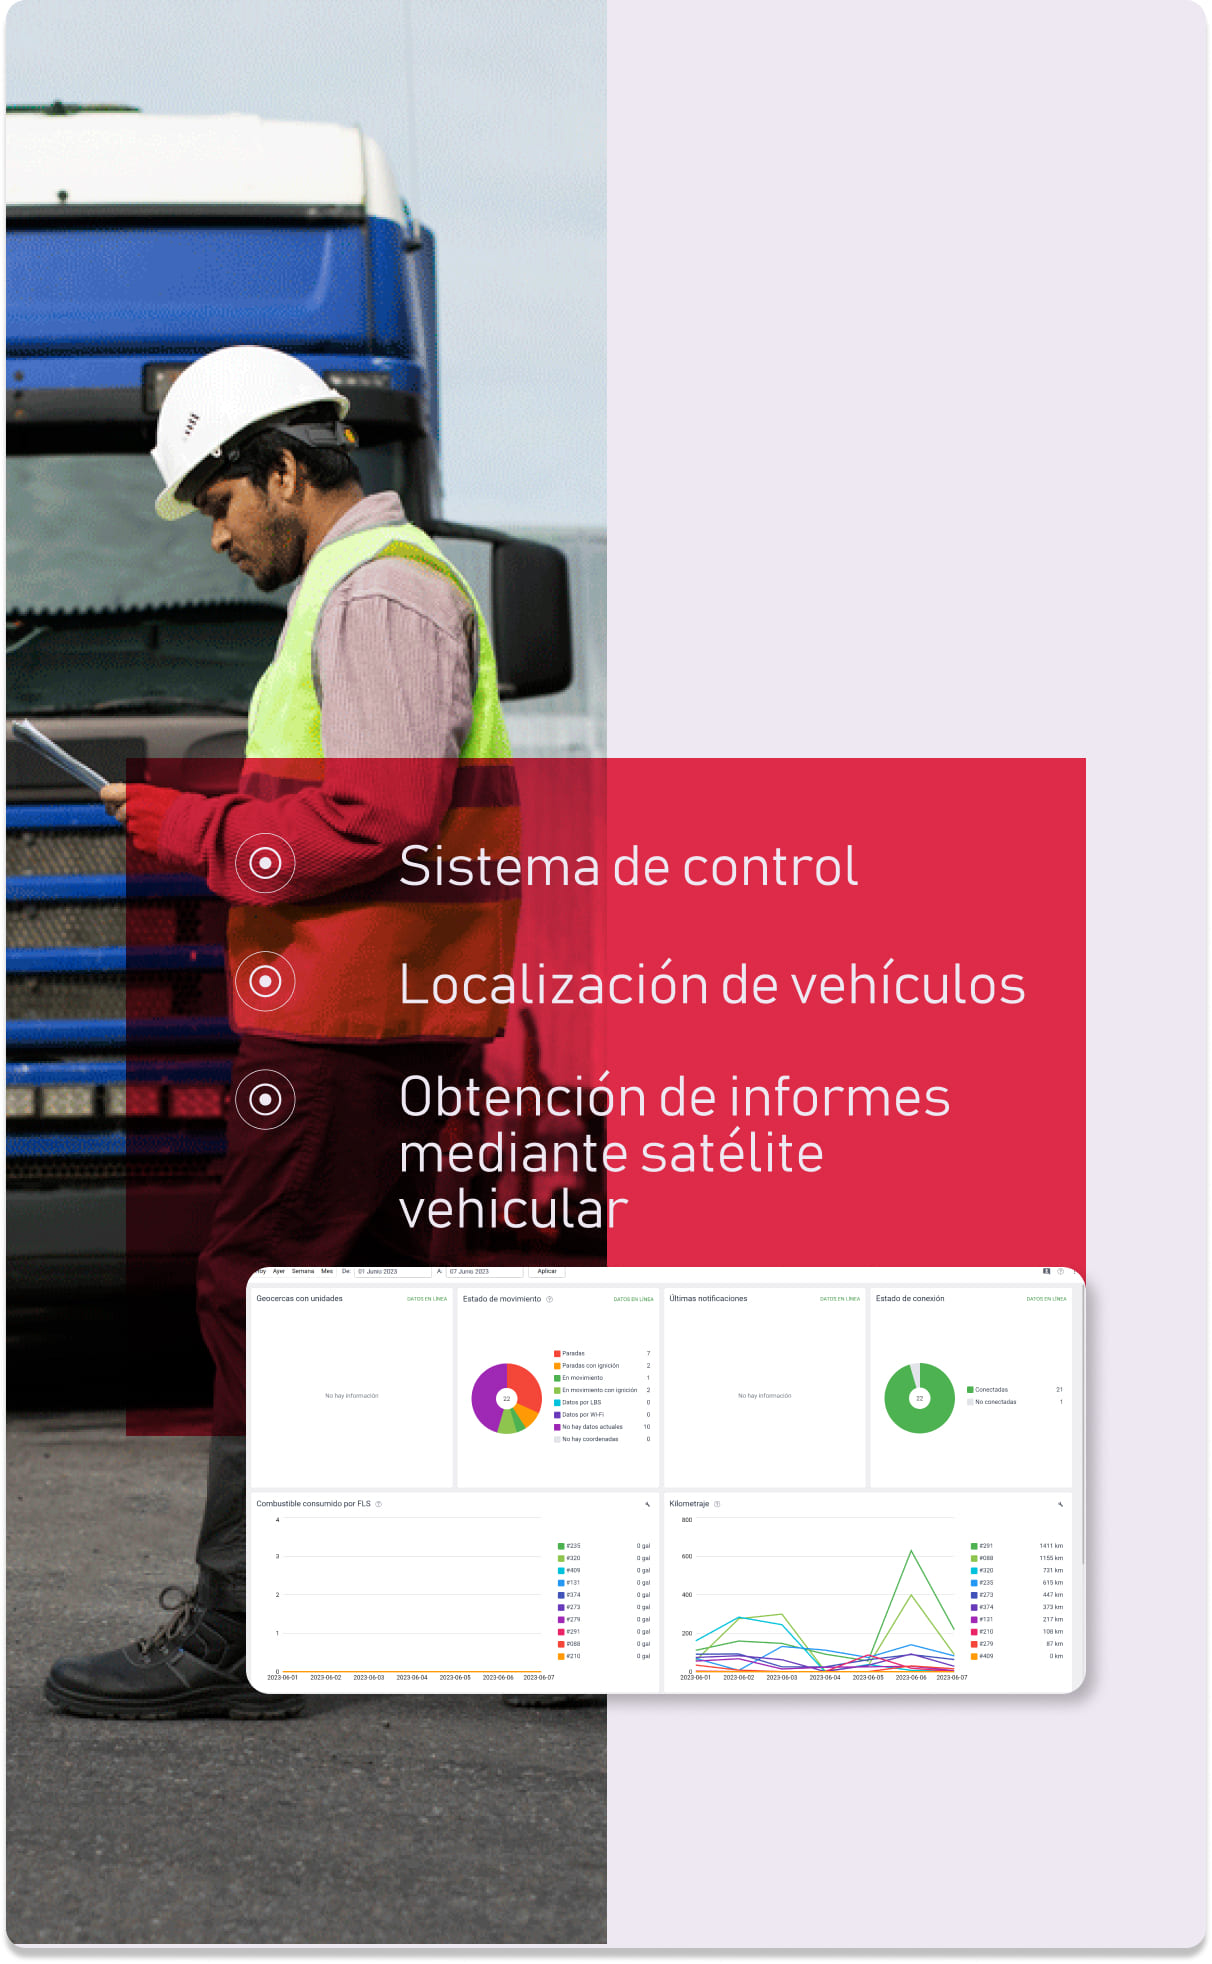 Sistema de control
Localización de vehículos
Obtención de informes
mediante satélite
vehicular
Ayer Semana Mes De: 01 Junio 2023 A: 07 Junio 2023 Aplicar
Geocercas con unidades DATOS EN LÍNEA
No hay información
Estado de movimiento DATOS EN LÍNEA
22
Paradas 7
Paradas con ignición 2
En movimiento 1
En movimiento con ignición 2
Datos por LBS 0
Datos por Wi-Fi 0
No hay datos actuales 10
No hay coordenadas 0
Últimas notificaciones DATOS EN LÍNEA
No hay información
Estado de conexión DATOS EN LÍNEA
22
Conectadas 21
No conectadas 1
Combustible consumido por FLS
4
3
2
1
0
2023-06-01 2023-06-02 2023-06-03 2023-06-04 2023-06-05 2023-06-06 2023-06-07
#235 0 gal
#320 0 gal
#409 0 gal
#131 0 gal
#374 0 gal
#273 0 gal
#279 0 gal
#291 0 gal
#088 0 gal
#210 0 gal
Kilometraje
800
600
400
200
0
2023-06-01 2023-06-02 2023-06-03 2023-06-04 2023-06-05 2023-06-06 2023-06-07
#291 1411 km
#088 1155 km
#320 731 km
#235 615 km
#273 447 km
#374 373 km
#131 217 km
#210 108 km
#279 87 km
#409 0 km